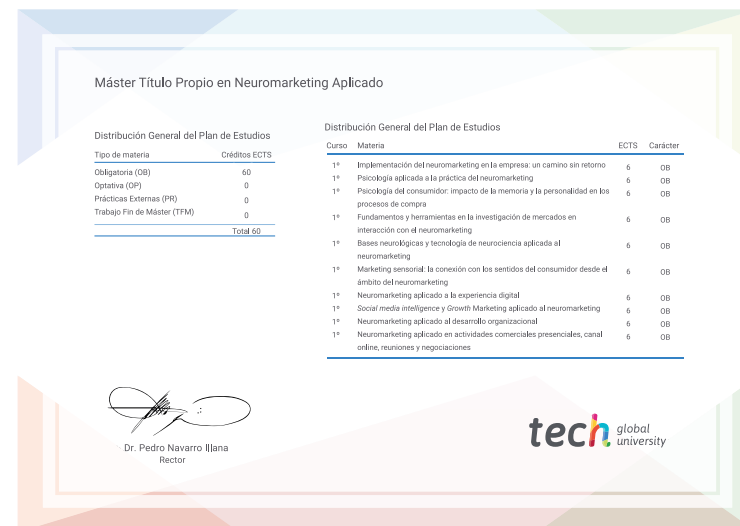 Máster Título Propio en Neuromarketing Aplicado
Distribución General del Plan de Estudios
Tipo de materia Créditos ECTS
Obligatoria (OB) 60
Optativa (OP) 0
Prácticas Externas (PR) 0
Trabajo Fin de Máster (TFM) 0
Total 60
Distribución General del Plan de Estudios
Curso Materia ECTS Carácter
1º Implementación del neuromarketing en la empresa: un camino sin retorno 6 OB
1º Psicología aplicada a la práctica del neuromarketing 6 OB
1º Psicología del consumidor: impacto de la memoria y la personalidad en los 6 OB
procesos de compra
1º Fundamentos y herramientas en la investigación de mercados en 6 OB
interacción con el neuromarketing
1º Bases neurológicas y tecnología de neurociencia aplicada al 6 OB
neuromarketing
1º Marketing sensorial: la conexión con los sentidos del consumidor desde el 6 OB
ámbito del neuromarketing
1º Neuromarketing aplicado a la experiencia digital 6 OB
1º Social media intelligence y Growth Marketing aplicado al neuromarketing 6 OB
1º Neuromarketing aplicado al desarrollo organizacional 6 OB
1º Neuromarketing aplicado en actividades comerciales presenciales, canal 6 OB
online, reuniones y negociaciones
Dr. Pedro Navarro Illana
Rector
tech global
university